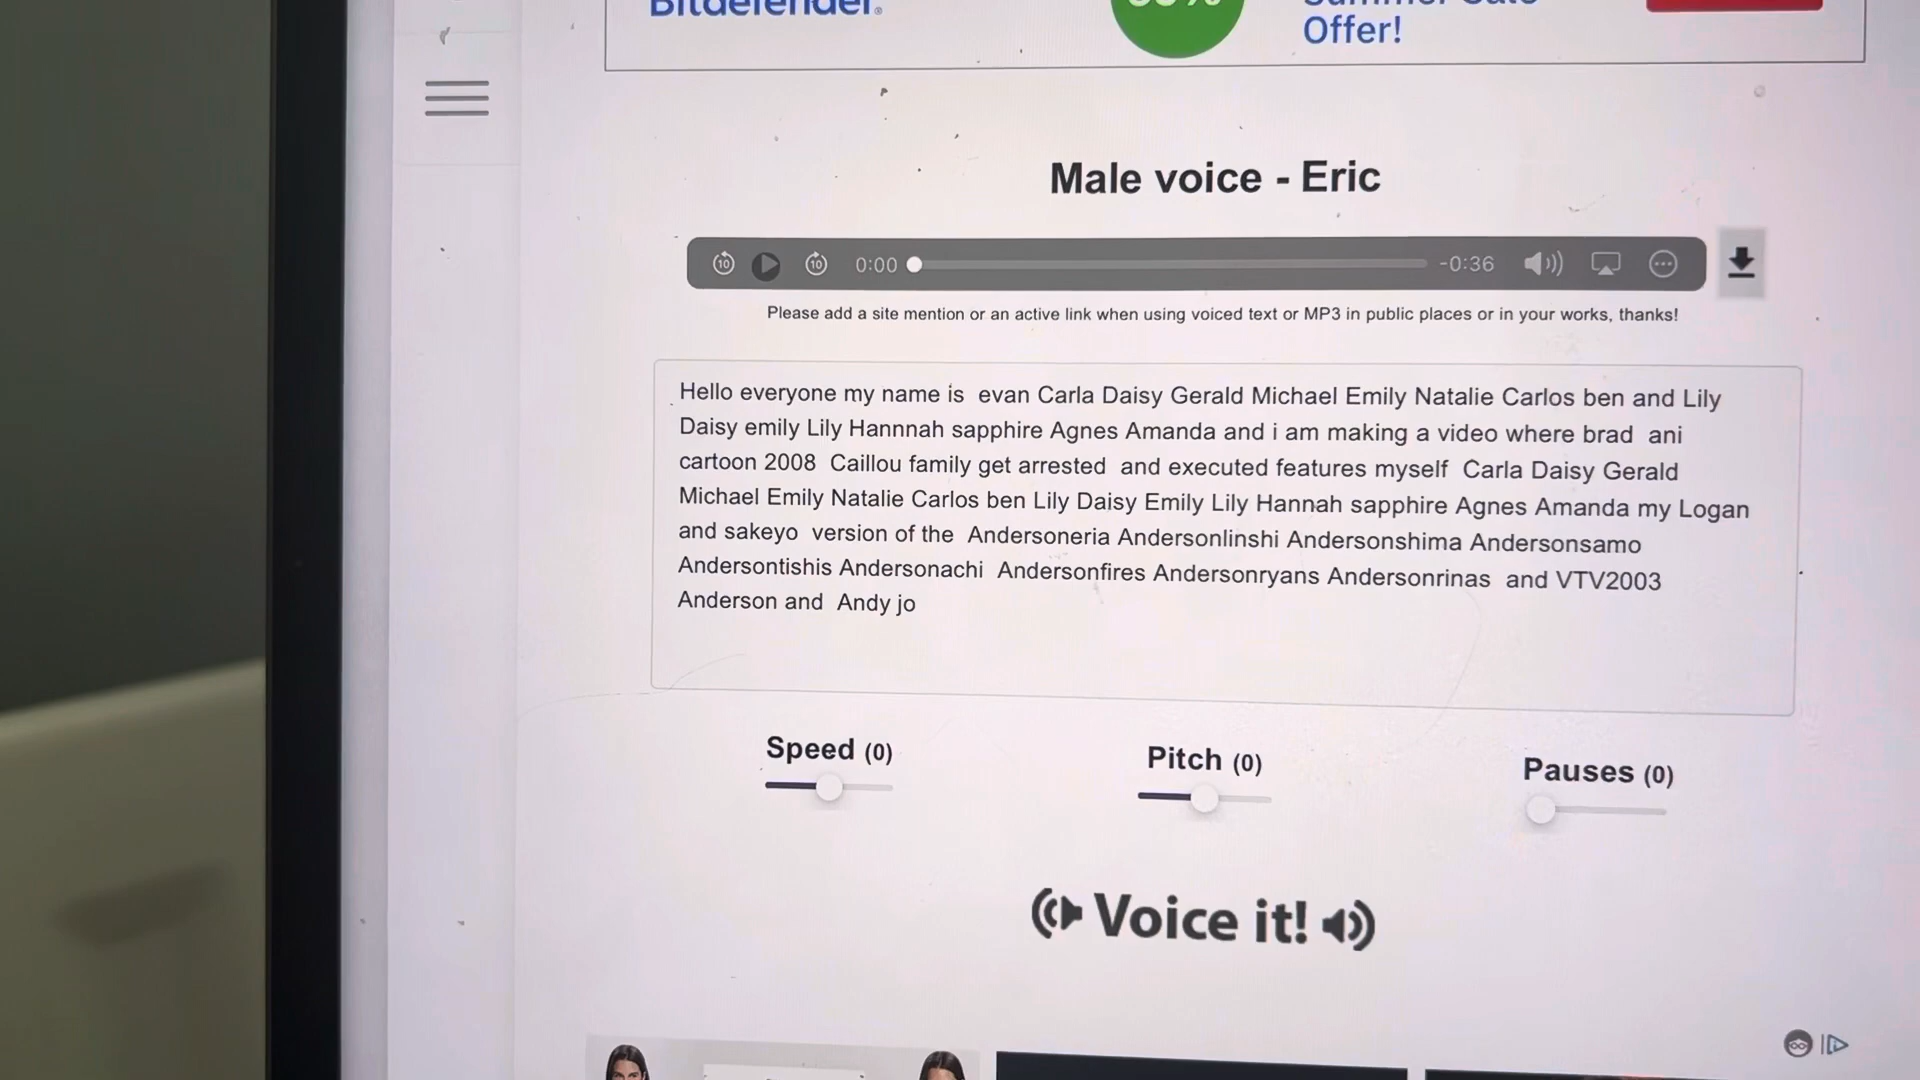 Bitdefender
Offer!
Male voice - Eric
10
10
0:00
-0:36
Please add a site mention or an active link when using voiced text or MP3 in public places or in your works, thanks!
Hello everyone my name is  evan Carla Daisy Gerald Michael Emily Natalie Carlos ben and Lily
Daisy emily Lily Hannnah sapphire Agnes Amanda and i am making a video where brad  ani
cartoon 2008  Caillou family get arrested  and executed features myself  Carla Daisy Gerald
Michael Emily Natalie Carlos ben Lily Daisy Emily Lily Hannah sapphire Agnes Amanda my Logan
and sakeyo  version of the  Andersoneria Andersonlinshi Andersonshima Andersonsamo
Andersontishis Andersonachi  Andersonfires Andersonryans Andersonrinas  and VTV2003
Anderson and  Andy jo
Speed (0)
Pitch (0)
Pauses (0)
Voice it!